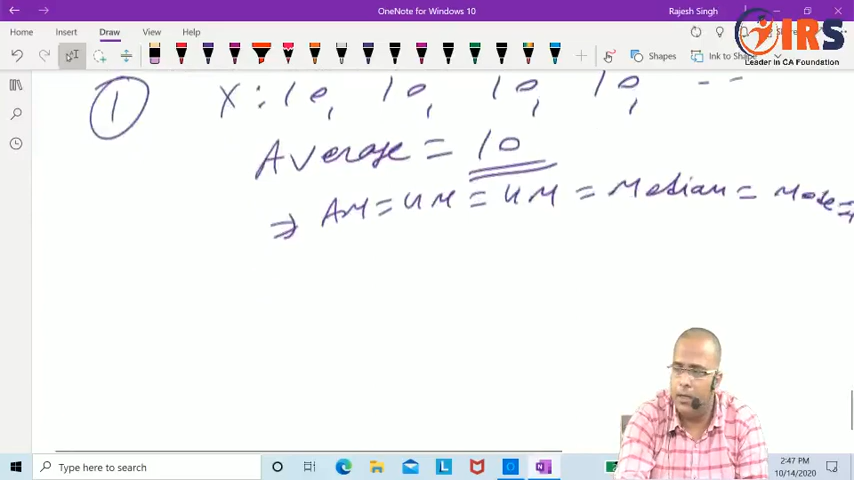 OneNote for Windows 10
Rajesh Singh
IRS
Leader in CA Foundation
Home Insert Draw View Help
Shapes Ink to Shape
1 X : 10, 10, 10, 10, --
Average = 10
⇒ AM = GM = HM = Median = Mode =
Type here to search
2:47 PM
10/14/2020